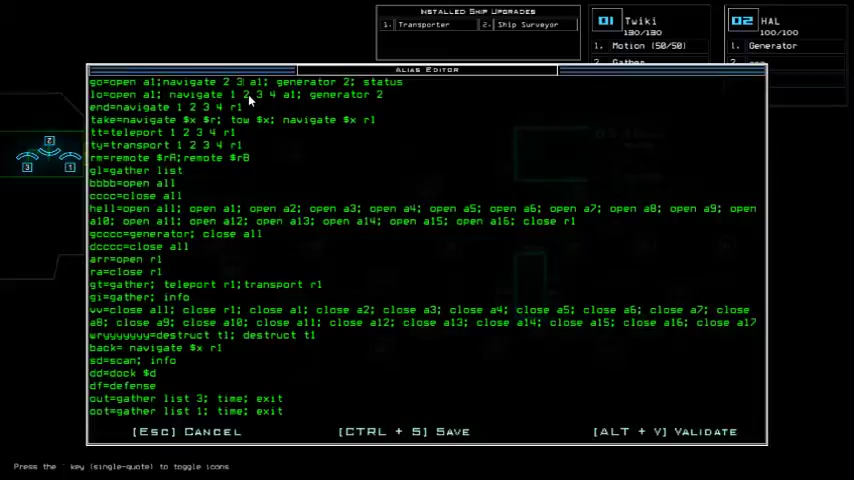 Installed Ship Upgrades
1. Transporter
2. Ship Surveyor
01 Twiki
130/130
1. Motion (50/50)
2. Gather
02 HAL
100/100
1. Generator
Alias Editor
go=open a1;navigate 2 3 a1; generator 2; status
lo=open a1; navigate 1 2 3 4 a1; generator 2
end=navigate 1 2 3 4 r1
take=navigate $x $r; tow $x; navigate $x r1
tt=teleport 1 2 3 4 r1
ty=transport 1 2 3 4 r1
rm=remote $rA;remote $rB
gl=gather list
bbbb=open all
cccc=close all
hell=open all; open a1; open a2; open a3; open a4; open a5; open a6; open a7; open a8; open a9; open
a10; open a11; open a12; open a13; open a14; open a15; open a16; close r1
gcccc=generator; close all
dcccc=close all
arr=open r1
ra=close r1
gt=gather; teleport r1;transport r1
gi=gather; info
vv=close all; close r1; close a1; close a2; close a3; close a4; close a5; close a6; close a7; close
a8; close a9; close a10; close a11; close a12; close a13; close a14; close a15; close a16; close a17
wryyyyyy=destruct t1; destruct t1
back= navigate $x r1
sd=scan; info
dd=dock $d
df=defense
out=gather list 3; time; exit
oot=gather list 1; time; exit
[Esc] Cancel
[CTRL + S] Save
[ALT + V] Validate
2
3
1
Press the ' key (single-quote) to toggle icons